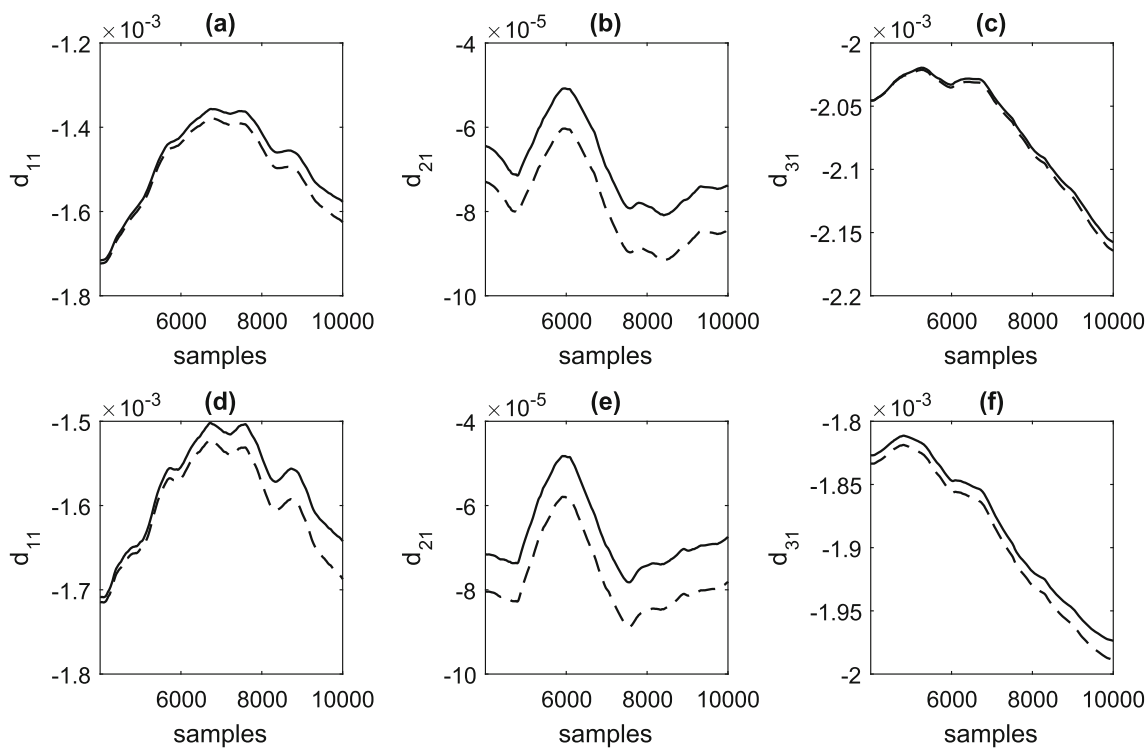 ×10⁻³ (a)
-1.2
-1.4
-1.6
-1.8
d₁₁
6000 8000 10000
samples
×10⁻⁵ (b)
-4
-6
-8
-10
d₂₁
6000 8000 10000
samples
×10⁻³ (c)
-2
-2.05
-2.1
-2.15
-2.2
d₃₁
6000 8000 10000
samples
×10⁻³ (d)
-1.5
-1.6
-1.7
-1.8
d₁₁
6000 8000 10000
samples
×10⁻⁵ (e)
-4
-6
-8
-10
d₂₁
6000 8000 10000
samples
×10⁻³ (f)
-1.8
-1.85
-1.9
-1.95
-2
d₃₁
6000 8000 10000
samples